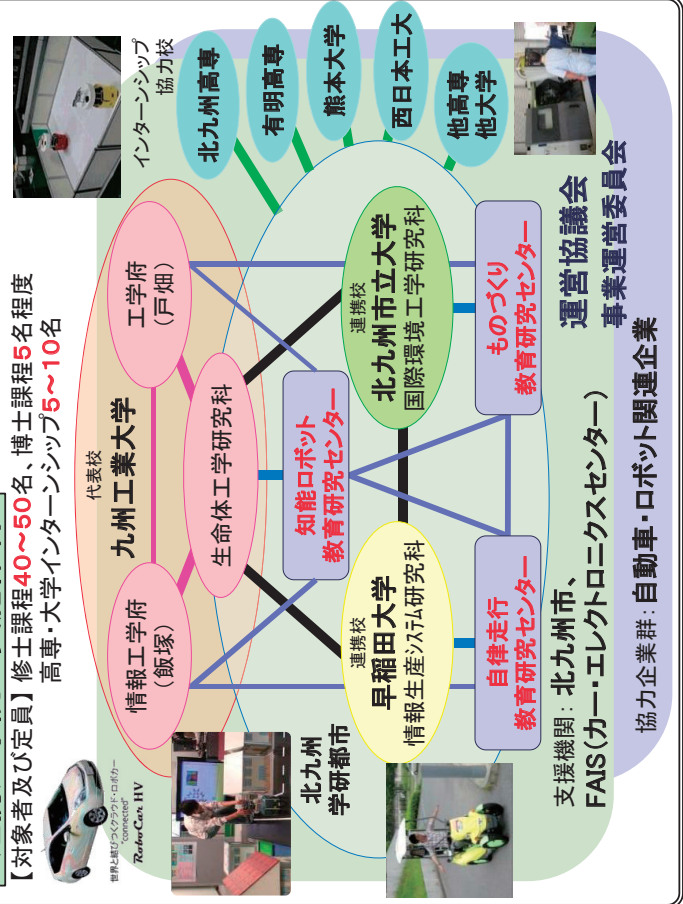 【対象者及び定員】修士課程40～50名、博士課程5名程度
高専・大学インターンシップ5～10名
世界と結びつくクラウド・ロボカー
"connected"
RoboCar HV
代表校
九州工業大学
情報工学府
(飯塚)
工学府
(戸畑)
生命体工学研究科
インターンシップ
協力校
北九州高専
有明高専
熊本大学
西日本工大
他高専
他大学
北九州
学研都市
知能ロボット
教育研究センター
連携校
早稲田大学
情報生産システム研究科
連携校
北九州市立大学
国際環境工学研究科
自律走行
教育研究センター
ものづくり
教育研究センター
支援機関：北九州市、
FAIS(カー・エレクトロニクスセンター)
運営協議会
事業運営委員会
協力企業群：自動車・ロボット関連企業